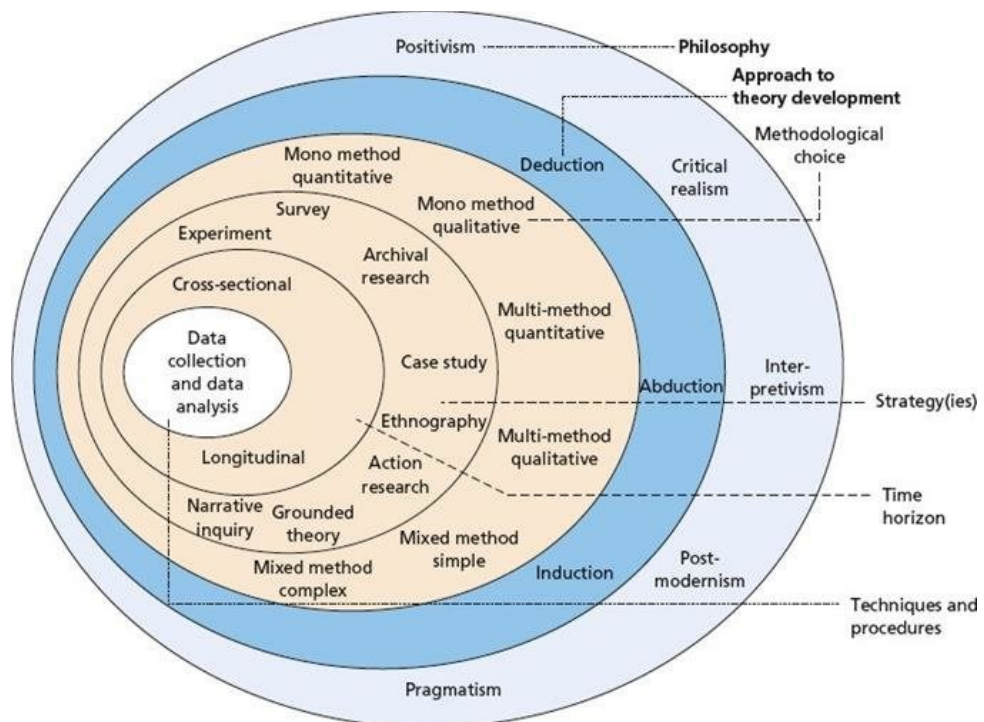 Positivism
Philosophy
Approach to
theory development
Methodological
choice
Mono method
quantitative
Deduction
Critical
realism
Mono method
qualitative
Survey
Experiment
Archival
research
Cross-sectional
Multi-method
quantitative
Data
collection
and data
analysis
Case study
Abduction
Inter-
pretivism
Strategy(ies)
Ethnography
Multi-method
qualitative
Longitudinal
Action
research
Time
horizon
Narrative
inquiry
Grounded
theory
Mixed method
simple
Mixed method
complex
Induction
Post-
modernism
Techniques and
procedures
Pragmatism